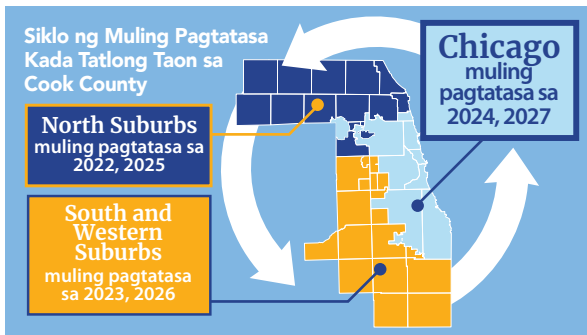 Siklo ng Muling Pagtatasa
Kada Tatlong Taon sa
Cook County
Chicago
muling
pagtatasa sa
2024, 2027
North Suburbs
muling pagtatasa sa
2022, 2025
South and
Western
Suburbs
muling pagtatasa
sa 2023, 2026